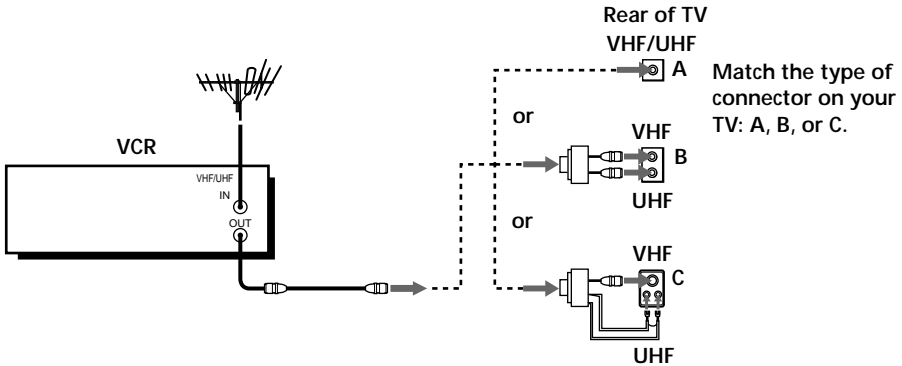 Rear of TV
VHF/UHF
A
Match the type of
connector on your
TV: A, B, or C.
or
VCR
VHF
B
VHF/UHF
IN
UHF
OUT
or
VHF
C
UHF